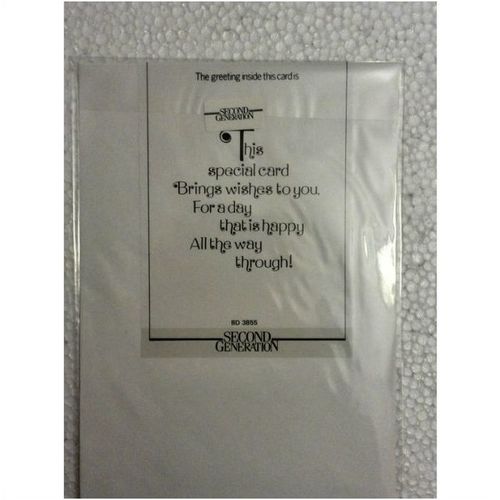 The greeting inside this card is
SECOND
GENERATION
This
special card
Brings wishes to you,
For a day
that is happy
All the way
through!
BD 3855
SECOND
GENERATION